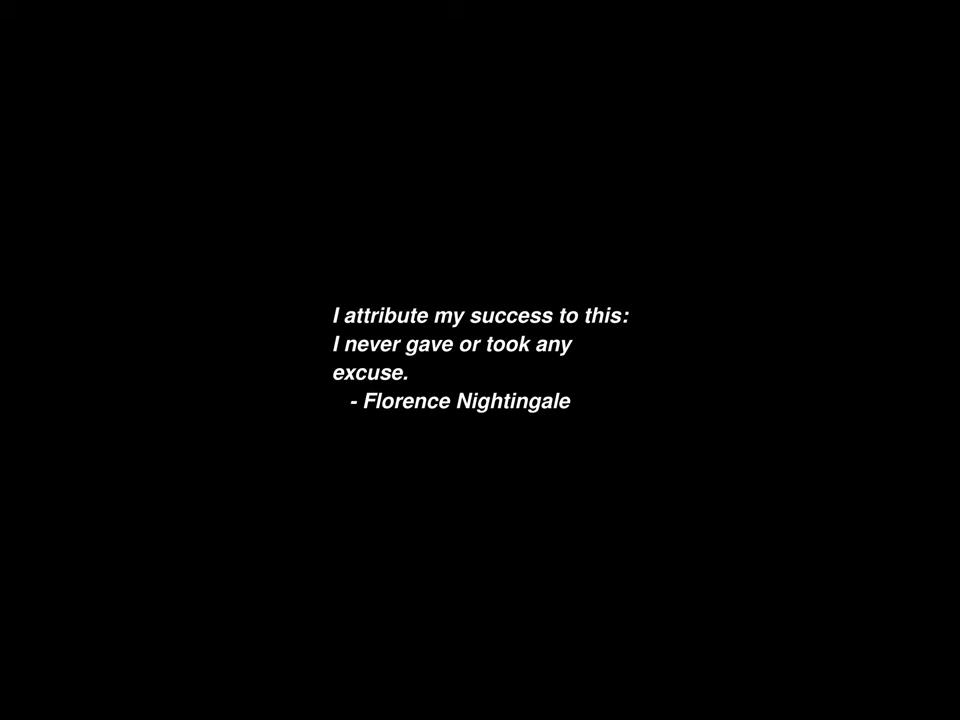 I attribute my success to this:
I never gave or took any
excuse.
- Florence Nightingale